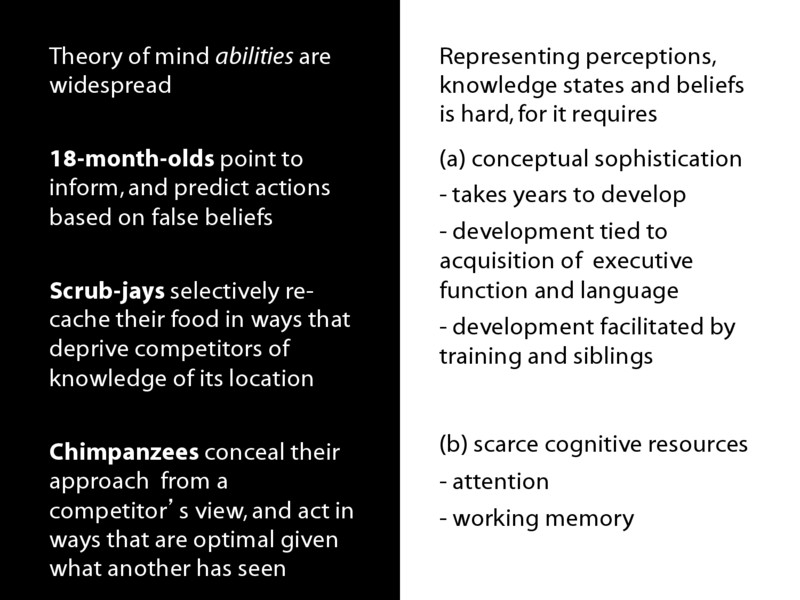 Theory of mind abilities are
widespread
18-month-olds point to
inform, and predict actions
based on false beliefs
Scrub-jays selectively re-
cache their food in ways that
deprive competitors of
knowledge of its location
Chimpanzees conceal their
approach from a
competitor’s view, and act in
ways that are optimal given
what another has seen
Representing perceptions,
knowledge states and beliefs
is hard, for it requires
(a) conceptual sophistication
- takes years to develop
- development tied to
acquisition of executive
function and language
- development facilitated by
training and siblings
(b) scarce cognitive resources
- attention
- working memory